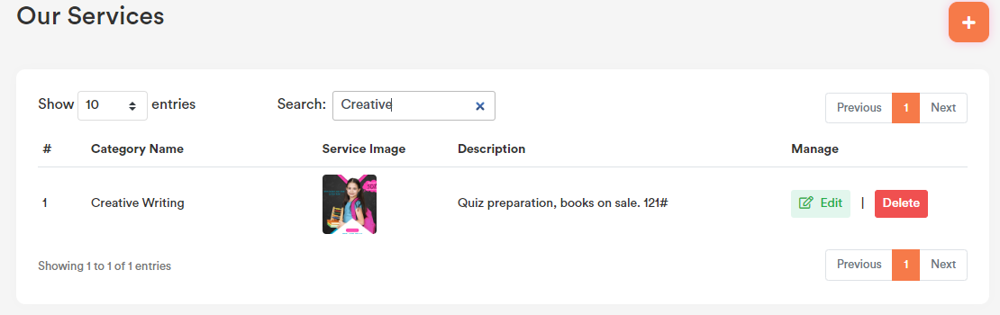 Our Services
+
Show 10 entries
Search: Creative
Previous 1 Next
# Category Name Service Image Description Manage
1 Creative Writing Quiz preparation, books on sale. 121# Edit | Delete
Showing 1 to 1 of 1 entries
Previous 1 Next